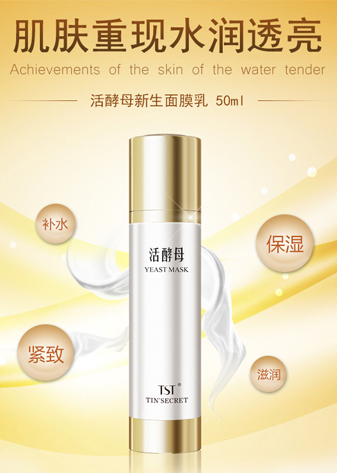 肌肤重现水润透亮
Achievements of the skin of the water tender
活酵母新生面膜乳 50ml
补水
保湿
活酵母
YEAST MASK
紧致
滋润
TST®
TIN'SECRET